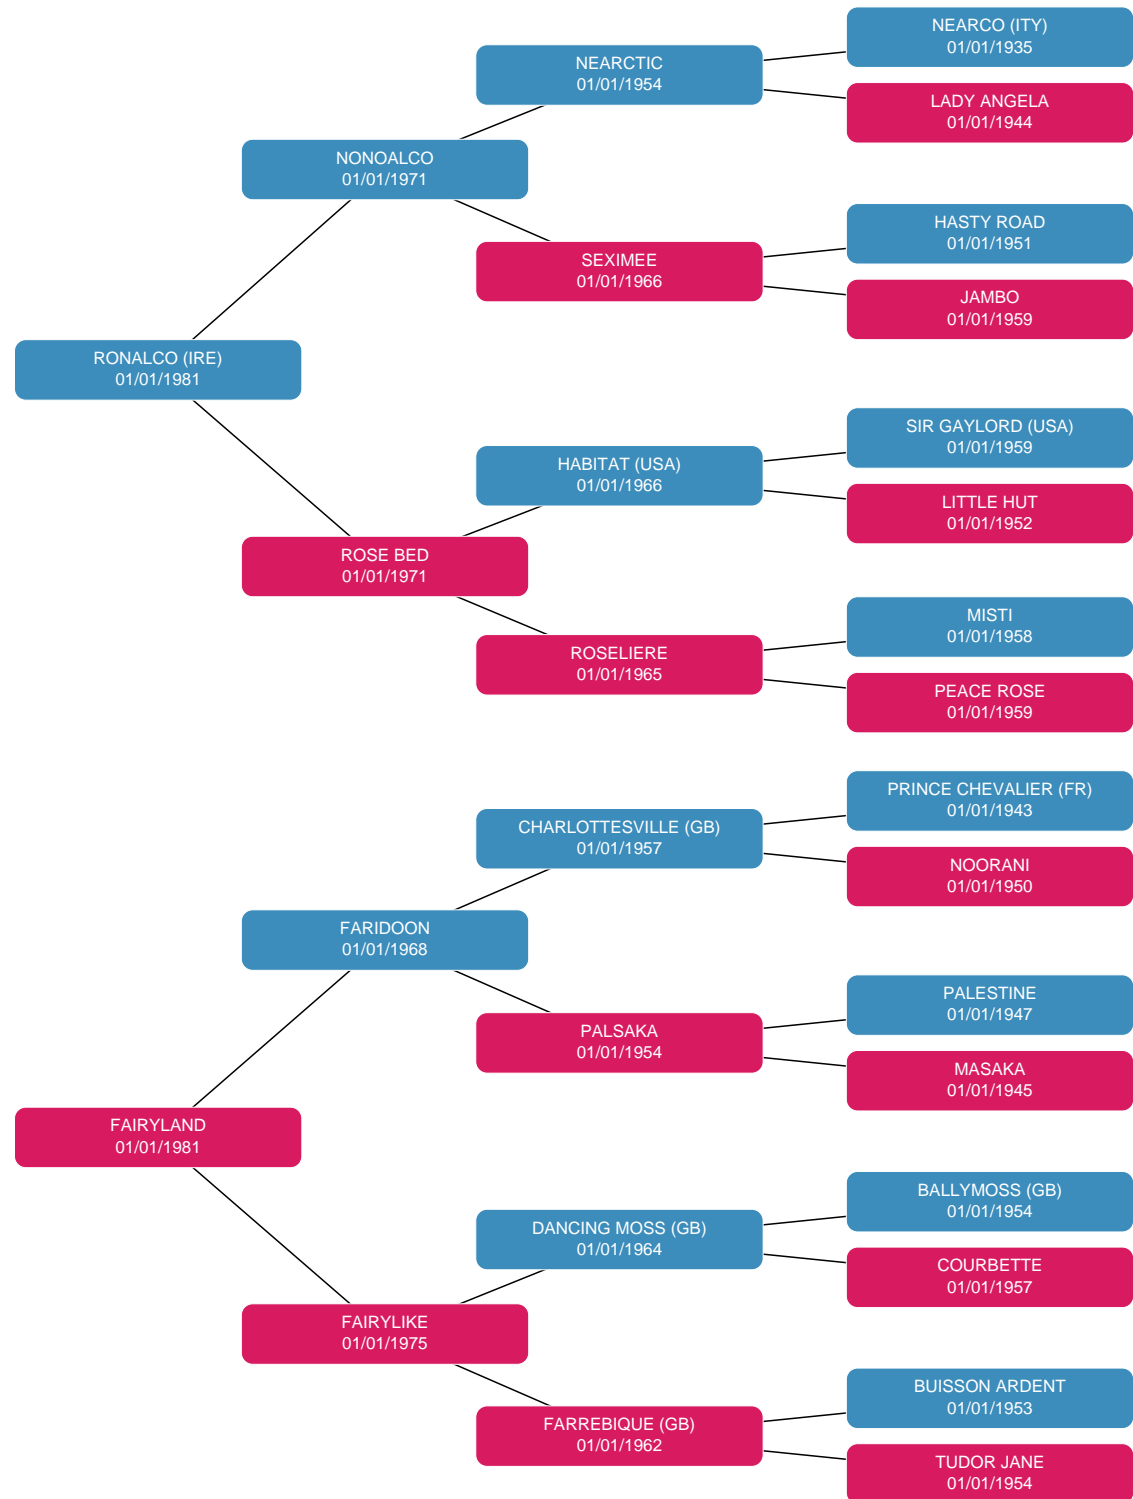 NEARCO (ITY)
01/01/1935
NEARCTIC
01/01/1954
LADY ANGELA
01/01/1944
NONOALCO
01/01/1971
HASTY ROAD
01/01/1951
SEXIMEE
01/01/1966
JAMBO
01/01/1959
RONALCO (IRE)
01/01/1981
SIR GAYLORD (USA)
01/01/1959
HABITAT (USA)
01/01/1966
LITTLE HUT
01/01/1952
ROSE BED
01/01/1971
MISTI
01/01/1958
ROSELIERE
01/01/1965
PEACE ROSE
01/01/1959
PRINCE CHEVALIER (FR)
01/01/1943
CHARLOTTESVILLE (GB)
01/01/1957
NOORANI
01/01/1950
FARIDOON
01/01/1968
PALESTINE
01/01/1947
PALSAKA
01/01/1954
MASAKA
01/01/1945
FAIRYLAND
01/01/1981
BALLYMOSS (GB)
01/01/1954
DANCING MOSS (GB)
01/01/1964
COURBETTE
01/01/1957
FAIRYLIKE
01/01/1975
BUISSON ARDENT
01/01/1953
FARREBIQUE (GB)
01/01/1962
TUDOR JANE
01/01/1954